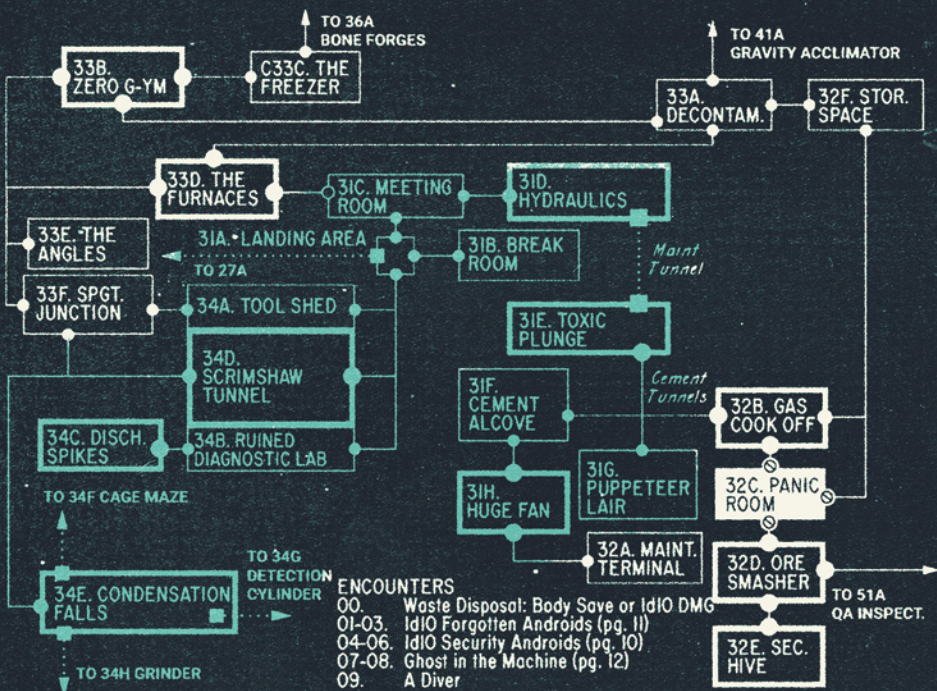 TO 36A
BONE FORGES
TO 41A
GRAVITY ACCLIMATOR
33B.
ZERO G-YM
C33C. THE
FREEZER
33A.
DECONTAM.
32F. STOR.
SPACE
33D. THE
FURNACES
31C. MEETING
ROOM
31D.
HYDRAULICS
33E. THE
ANGLES
31A. LANDING AREA
TO 27A
31B. BREAK
ROOM
Maint
Tunnel
33F. SPGT.
JUNCTION
34A. TOOL SHED
31E. TOXIC
PLUNGE
34D.
SCRIMSHAW
TUNNEL
31F.
CEMENT
ALCOVE
Cement
Tunnels
32B. GAS
COOK OFF
34C. DISCH.
SPIKES
34B. RUINED
DIAGNOSTIC LAB
31G.
PUPPETEER
LAIR
32C. PANIC
ROOM
TO 34F CAGE MAZE
31H.
HUGE FAN
32A. MAINT.
TERMINAL
32D. ORE
SMASHER
TO 34G
DETECTION
CYLINDER
34E. CONDENSATION
FALLS
TO 51A
QA INSPECT.
32E. SEC.
HIVE
TO 34H GRINDER
ENCOUNTERS
00. Waste Disposal: Body Save or 1d10 DMG
01-03. 1d10 Forgotten Androids (pg. 11)
04-06. 1d10 Security Androids (pg. 10)
07-08. Ghost in the Machine (pg. 12)
09. A Diver